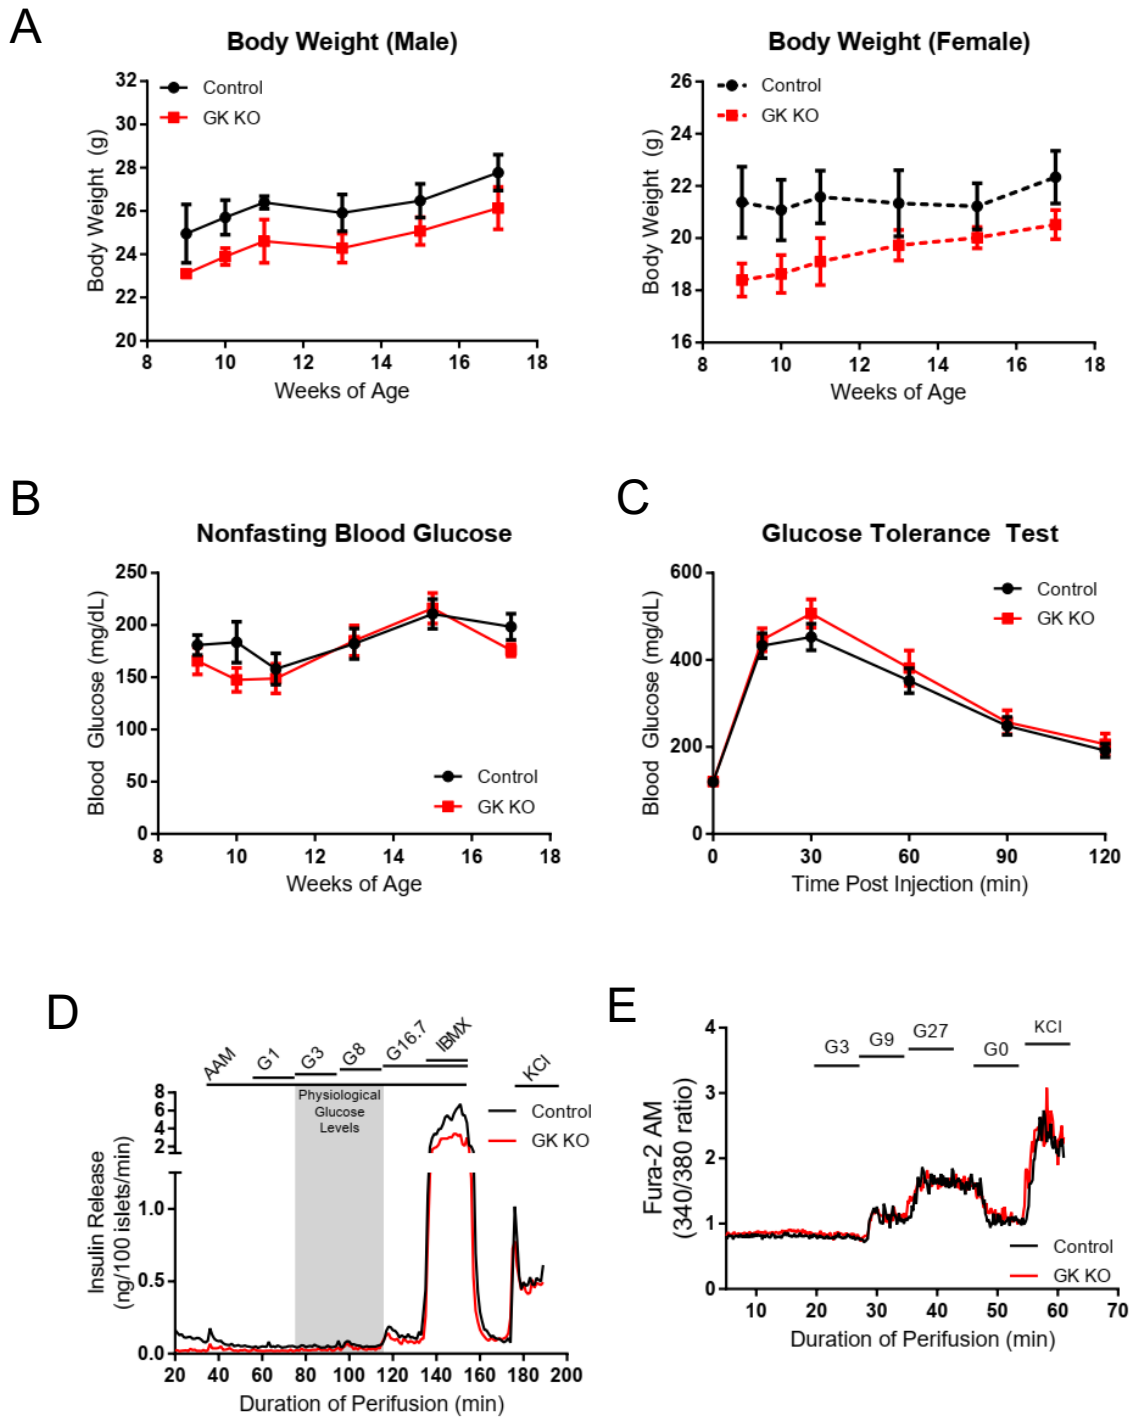 A
Body Weight (Male)
Control
GK KO
Body Weight (g)
32
30
28
26
24
22
20
8 10 12 14 16 18
Weeks of Age
Body Weight (Female)
Control
GK KO
Body Weight (g)
26
24
22
20
18
16
8 10 12 14 16 18
Weeks of Age
B
Nonfasting Blood Glucose
Blood Glucose (mg/dL)
250
200
150
100
50
0
Control
GK KO
8 10 12 14 16 18
Weeks of Age
C
Glucose Tolerance Test
Blood Glucose (mg/dL)
600
400
200
0
Control
GK KO
0 30 60 90 120
Time Post Injection (min)
D
AAM G1 G3 G8 G16.7 IBMX KCl
Physiological
Glucose
Levels
Control
GK KO
Insulin Release
(ng/100 islets/min)
8
6
4
2
1.0
0.5
0.0
20 40 60 80 100 120 140 160 180 200
Duration of Perifusion (min)
E
G3 G9 G27 G0 KCl
Fura-2 AM
(340/380 ratio)
4
3
2
1
0
Control
GK KO
10 20 30 40 50 60 70
Duration of Perifusion (min)